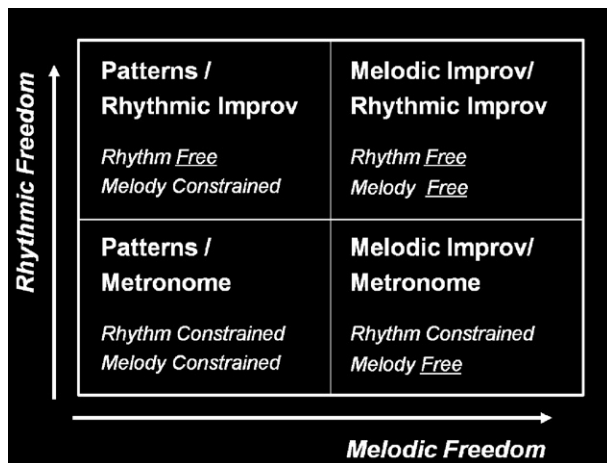 Rhythmic Freedom
Patterns /
Rhythmic Improv
Rhythm Free
Melody Constrained
Melodic Improv/
Rhythmic Improv
Rhythm Free
Melody Free
Patterns /
Metronome
Rhythm Constrained
Melody Constrained
Melodic Improv/
Metronome
Rhythm Constrained
Melody Free
Melodic Freedom